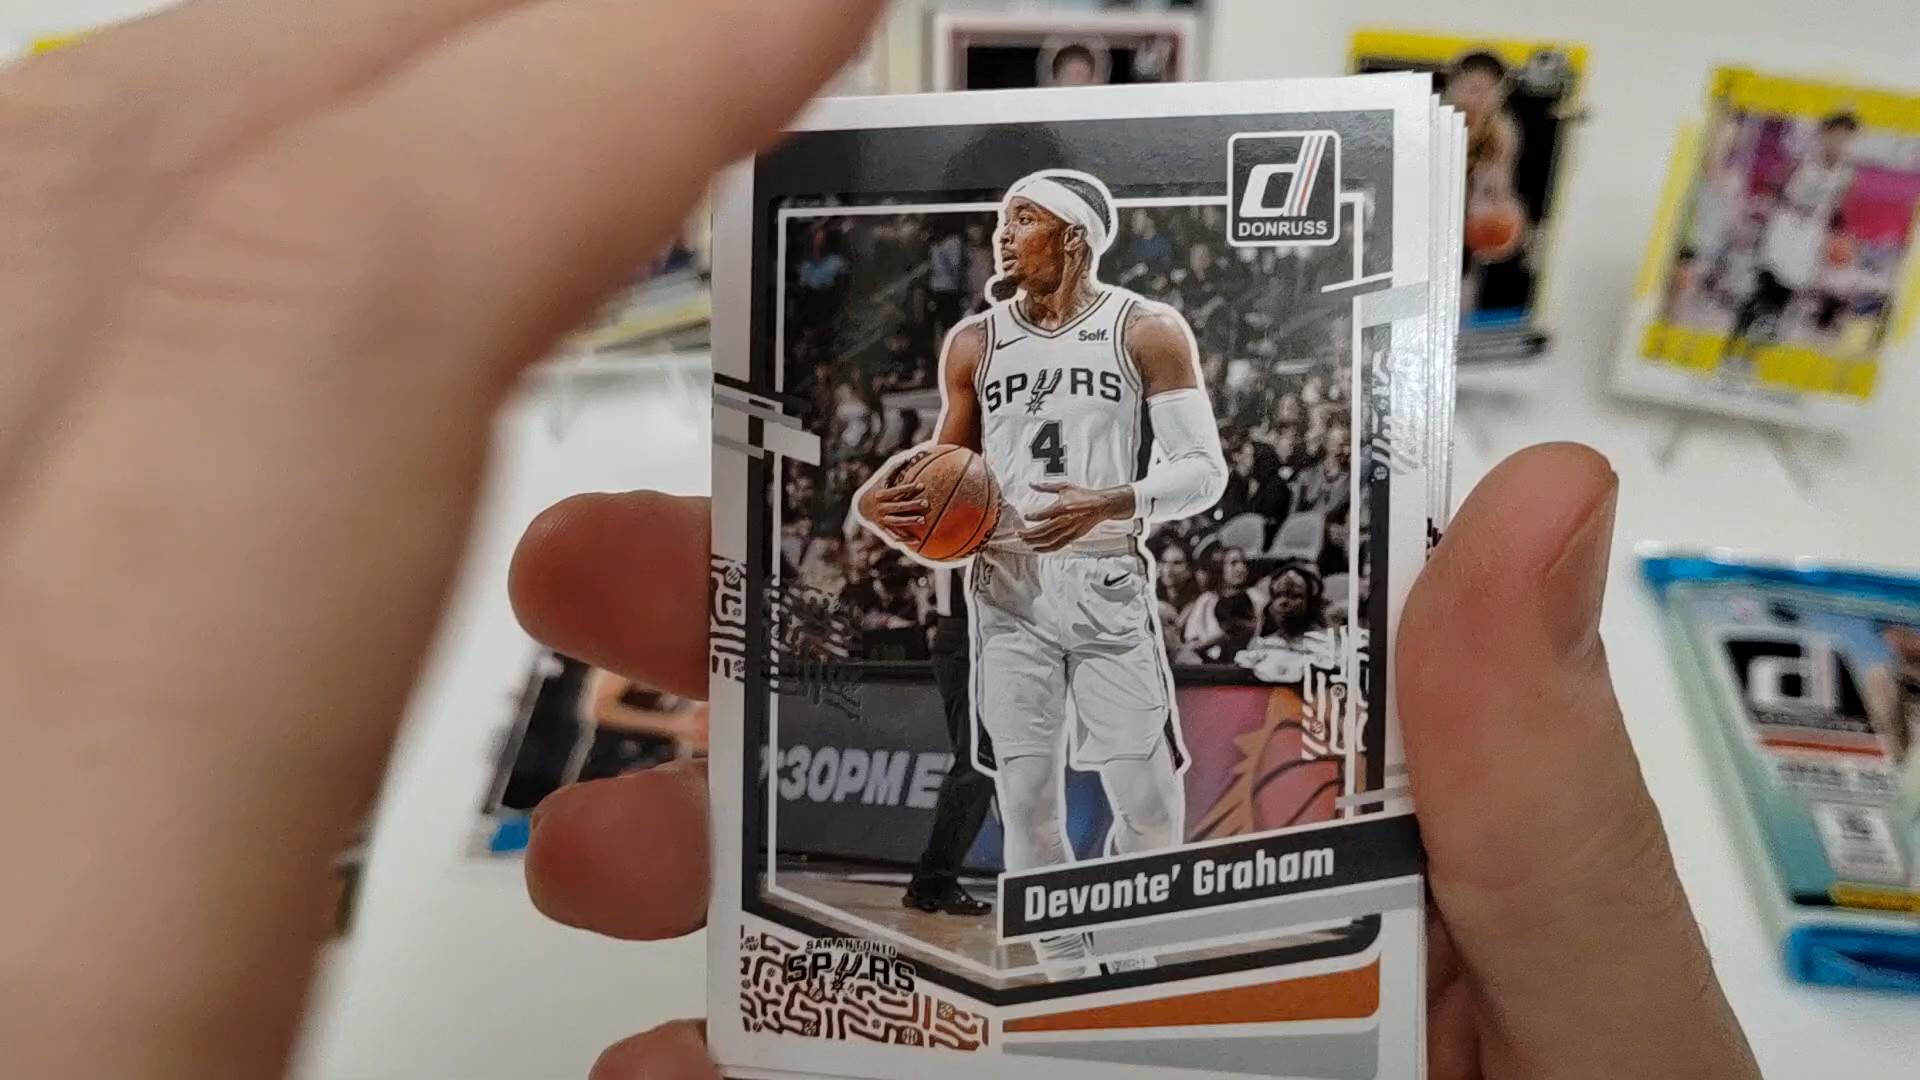 DONRUSS
Self.
SPURS
4
:30PM E
Devonte' Graham
SAN ANTONIO
SPURS